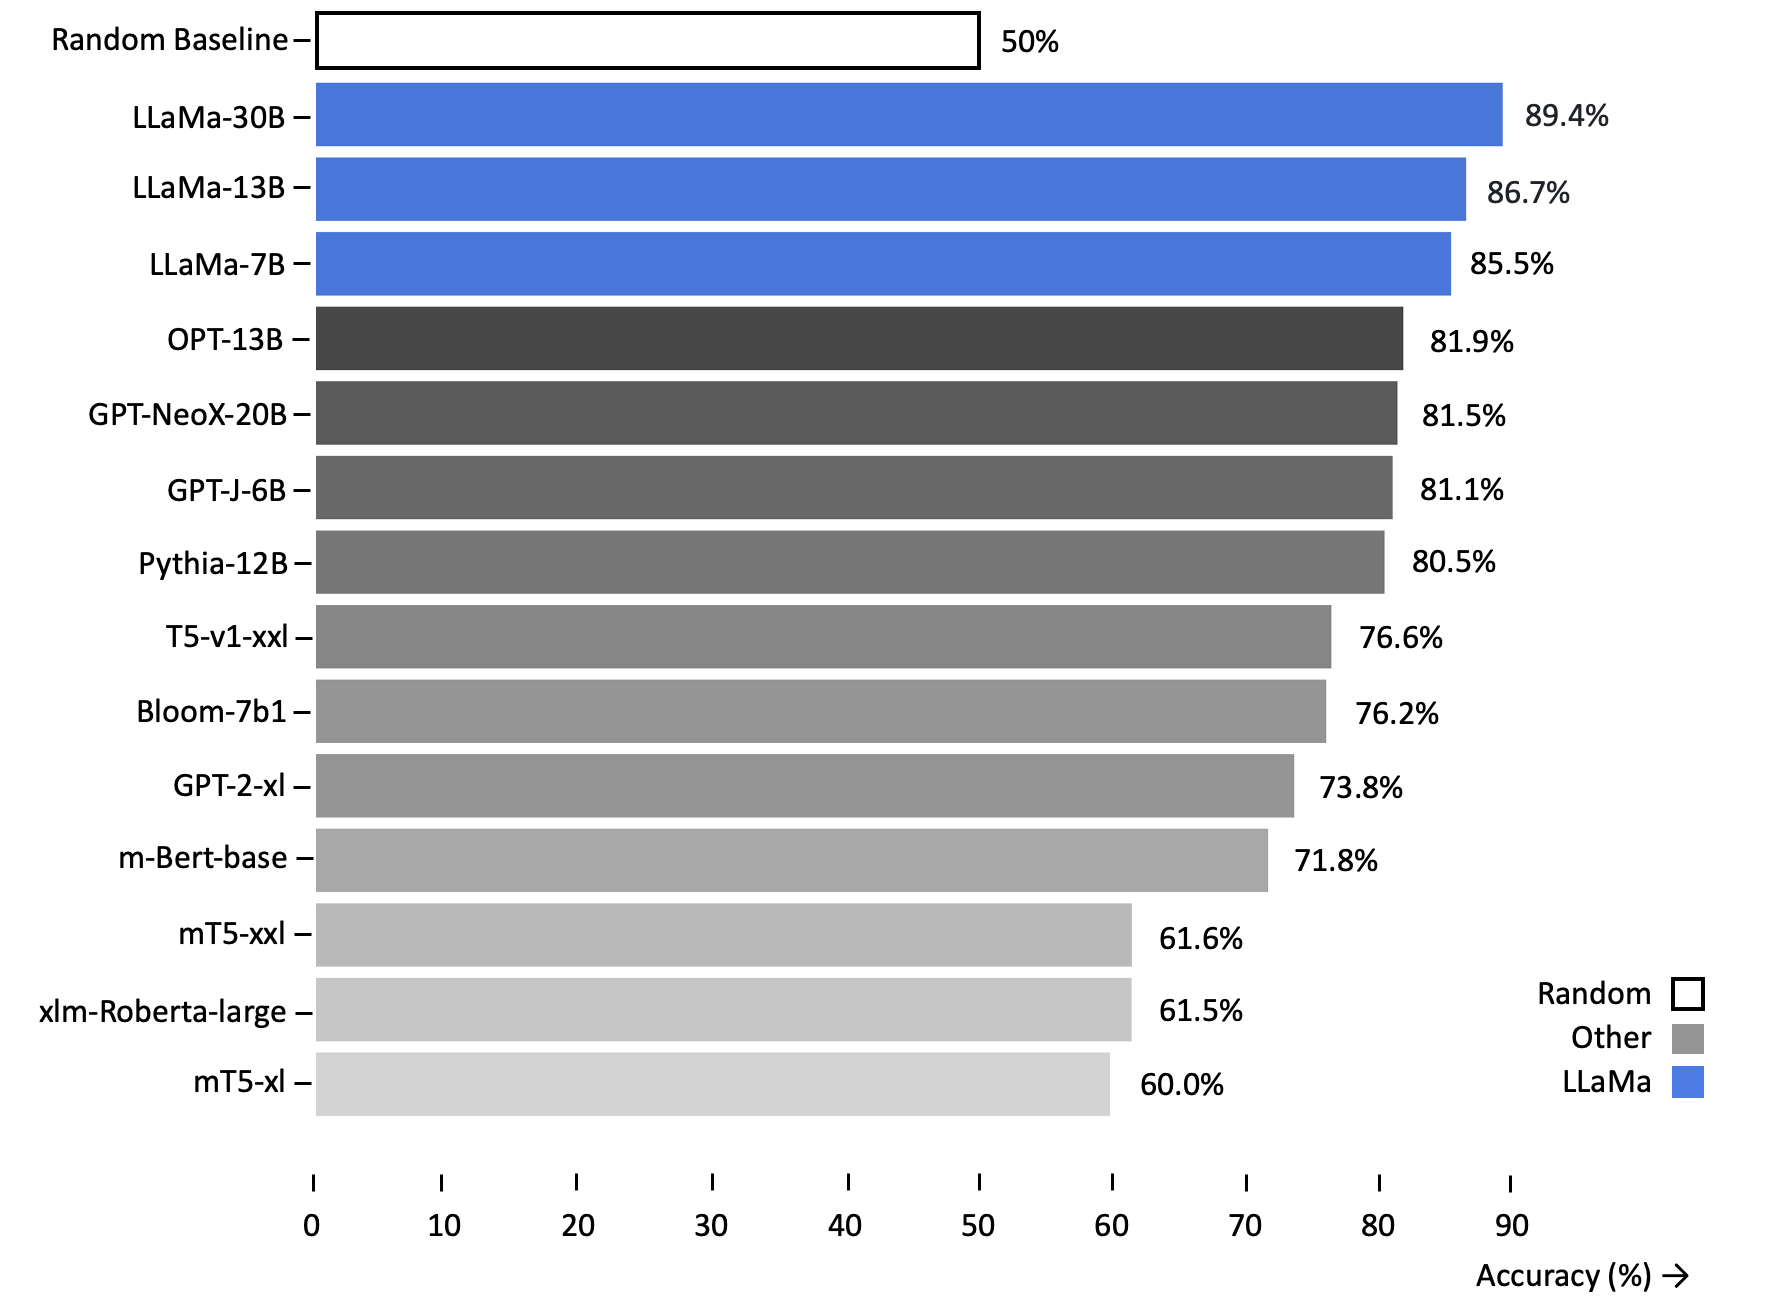 Random Baseline 50%
LLaMa-30B 89.4%
LLaMa-13B 86.7%
LLaMa-7B 85.5%
OPT-13B 81.9%
GPT-NeoX-20B 81.5%
GPT-J-6B 81.1%
Pythia-12B 80.5%
T5-v1-xxl 76.6%
Bloom-7b1 76.2%
GPT-2-xl 73.8%
m-Bert-base 71.8%
mT5-xxl 61.6%
xlm-Roberta-large 61.5%
mT5-xl 60.0%
Random
Other
LLaMa
0 10 20 30 40 50 60 70 80 90
Accuracy (%) →